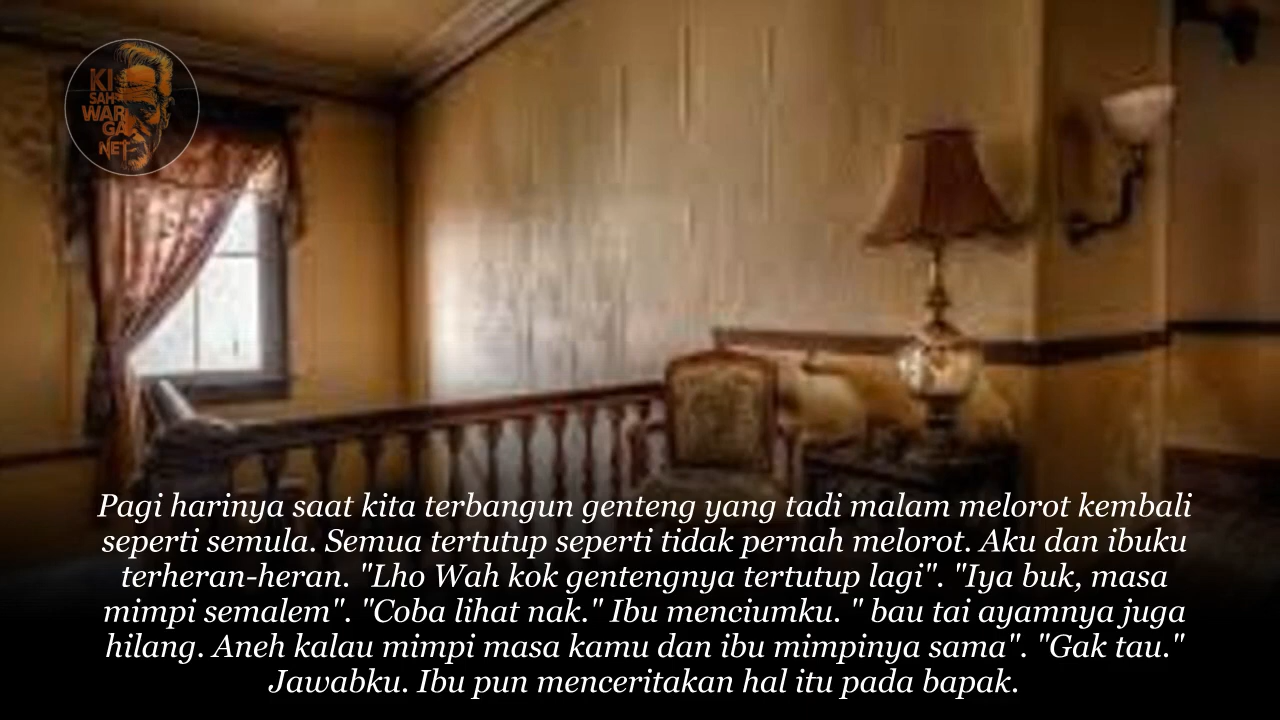 KI
SAH
WAR
GA
NET
Pagi harinya saat kita terbangun genteng yang tadi malam melorot kembali
seperti semula. Semua tertutup seperti tidak pernah melorot. Aku dan ibuku
terheran-heran. "Lho Wah kok gentengnya tertutup lagi". "Iya buk, masa
mimpi semalem". "Coba lihat nak." Ibu menciumku. " bau tai ayamnya juga
hilang. Aneh kalau mimpi masa kamu dan ibu mimpinya sama". "Gak tau."
Jawabku. Ibu pun menceritakan hal itu pada bapak.